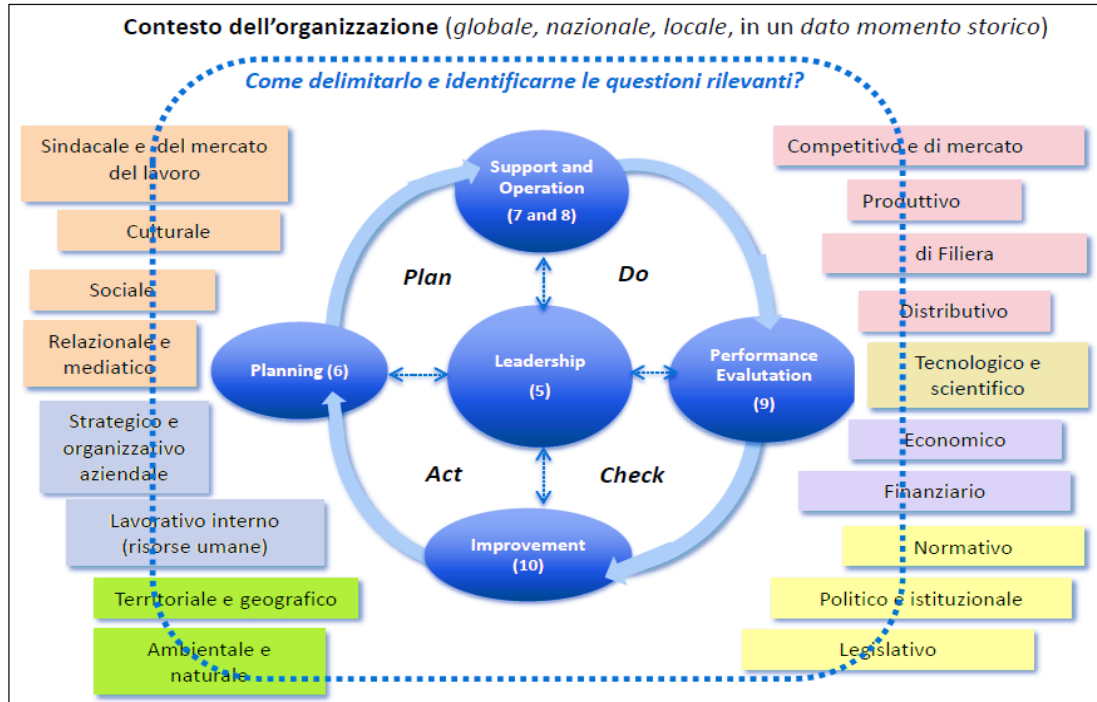 Contesto dell'organizzazione (globale, nazionale, locale, in un dato momento storico)
Come delimitarlo e identificarne le questioni rilevanti?
Sindacale e del mercato
del lavoro
Culturale
Sociale
Relazionale e
mediatico
Strategico e
organizzativo
aziendale
Lavorativo interno
(risorse umane)
Territoriale e geografico
Ambientale e
naturale
Support and
Operation
(7 and 8)
Plan
Do
Planning (6)
Leadership
(5)
Performance
Evalutation
(9)
Act
Check
Improvement
(10)
Competitivo e di mercato
Produttivo
di Filiera
Distributivo
Tecnologico e
scientifico
Economico
Finanziario
Normativo
Politico e istituzionale
Legislativo